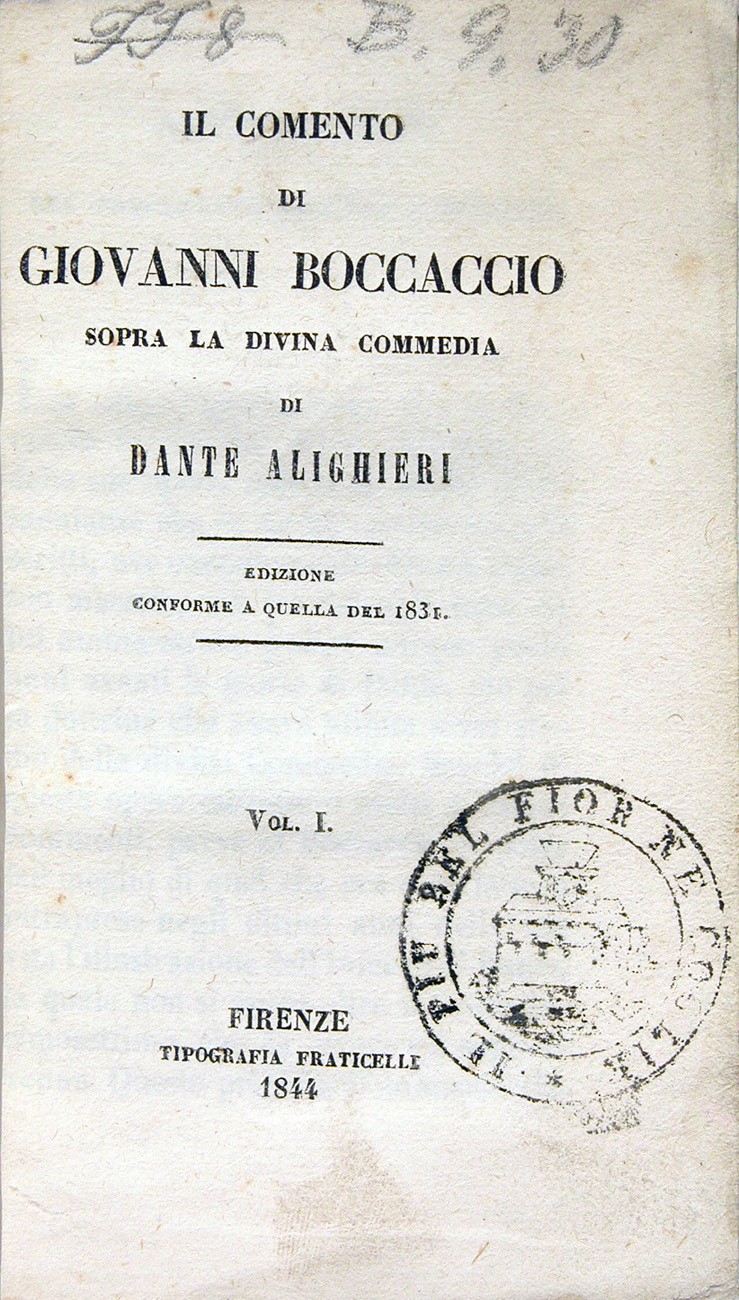 FF8 B. 9, 30
IL COMENTO
DI
GIOVANNI BOCCACCIO
SOPRA LA DIVINA COMMEDIA
DI
DANTE ALIGHIERI
EDIZIONE
CONFORME A QUELLA DEL 1831.
VOL. I.
IL PIU BEL FIOR NE COGLIE *
FIRENZE
TIPOGRAFIA FRATICELLI
1844